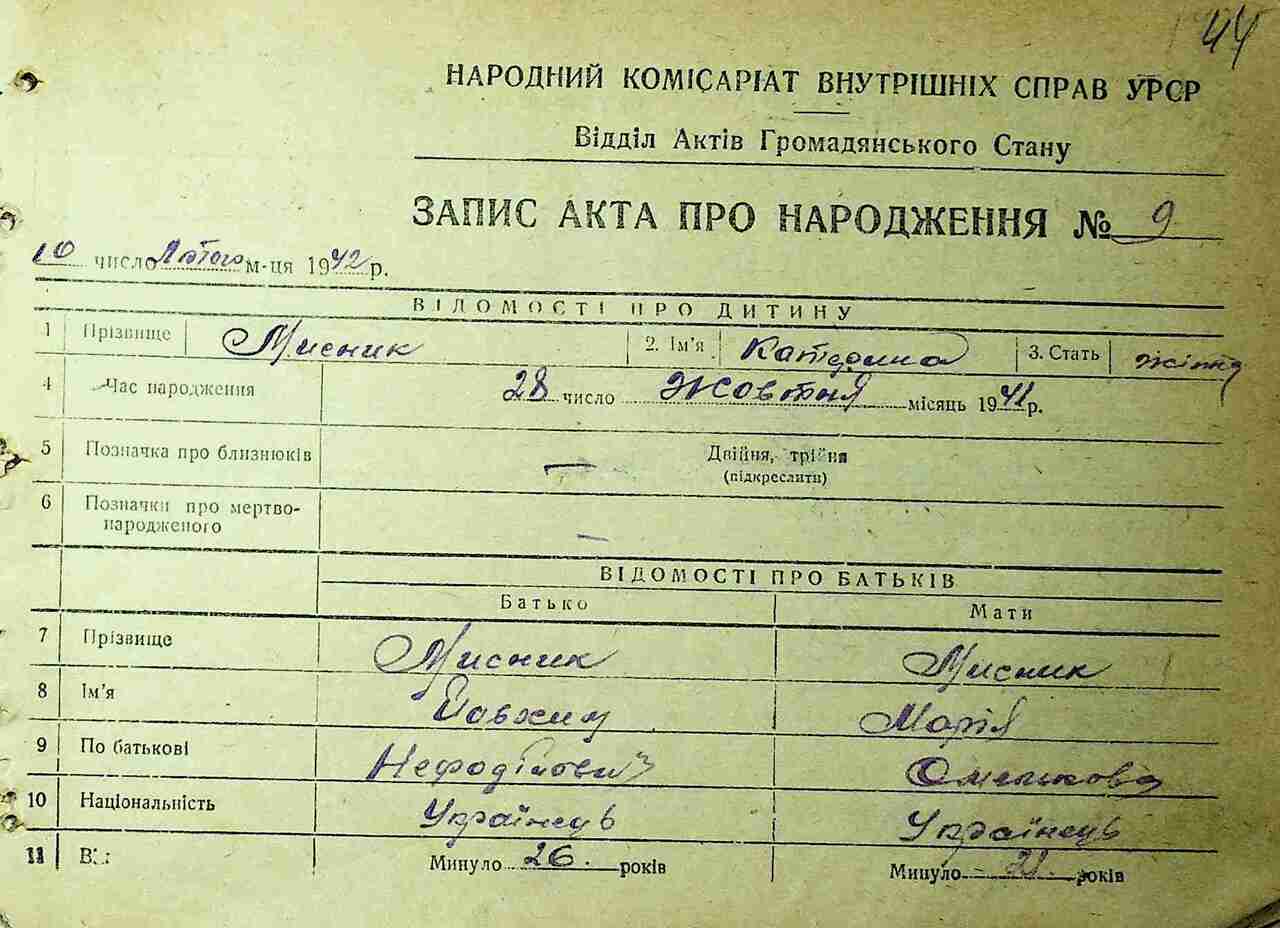 44
НАРОДНИЙ КОМІСАРІАТ ВНУТРІШНІХ СПРАВ УРСР
Відділ Актів Громадянського Стану
ЗАПИС АКТА ПРО НАРОДЖЕННЯ № 9
10 число Лютого м-ця 1942 р.
ВІДОМОСТІ ПРО ДИТИНУ
1 Прізвище Мисник 2. Ім'я Катерина 3. Стать
4 Час народження 28 число Жовтня місяць 1941 р.
5 Позначка про близнюків — Двійня, трійня
(підкреслити)
6 Позначки про мертво-
народженого —
ВІДОМОСТІ ПРО БАТЬКІВ
Батько Мати
7 Прізвище Мисник Мисник
8 Ім'я Марія
9 По батькові
10 Національність Українець Українець
11 Минуло 26. років Минуло років